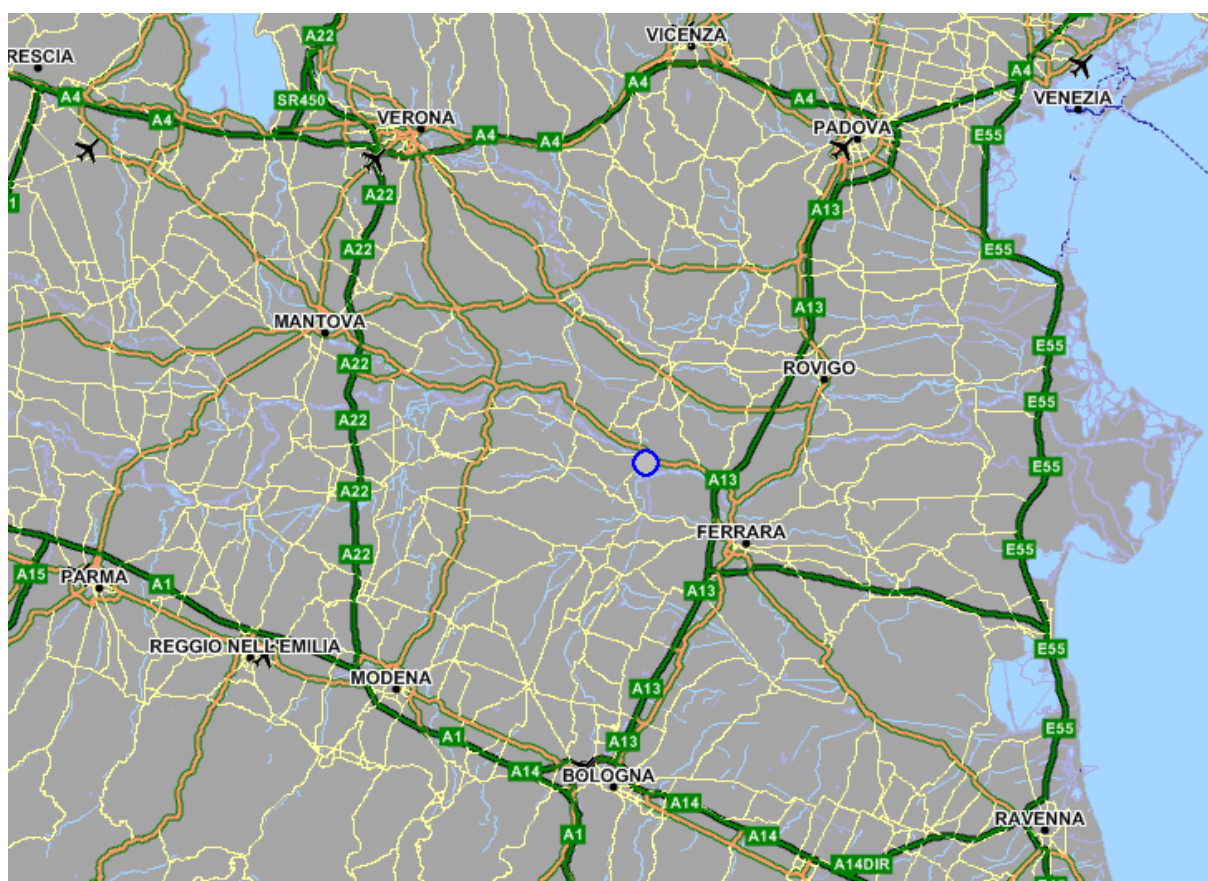 A22
VICENZA
RESCIA
A4
A4
A4
A4
SR450
A4
VENEZIA
VERONA
PADOVA
A4
A4
E55
A22
1
A13
A22
E55
A13
MANTOVA
E55
A22
ROVIGO
E55
A22
E55
A13
A22
FERRARA
E55
A22
A15
PARMA
A1
A13
REGGIO NELL'EMILIA
E55
MODENA
A13
E55
A1
A13
A14
BOLOGNA
A14
RAVENNA
A1
A14
A14DIR